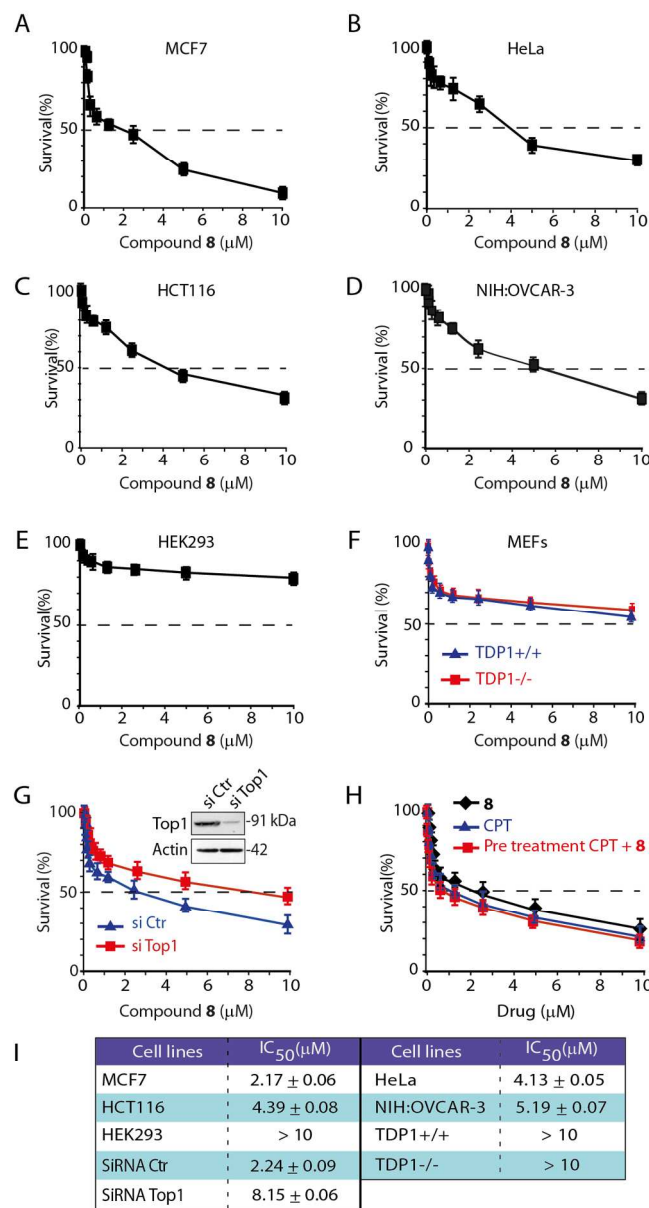 A
MCF7
100
50
0
Survival(%)
0 2 4 6 8 10
Compound 8 (μM)
B
HeLa
100
50
0
Survival(%)
0 2 4 6 8 10
Compound 8 (μM)
C
HCT116
100
50
0
Survival (%)
0 2 4 6 8 10
Compound 8 (μM)
D
NIH:OVCAR-3
100
50
0
Survival(%)
0 2 4 6 8 10
Compound 8 (μM)
E
HEK293
100
50
0
Survival(%)
0 2 4 6 8 10
Compound 8 (μM)
F
MEFs
100
50
0
Survival (%)
TDP1+/+
TDP1-/-
0 2 4 6 8 10
Compound 8 (μM)
G
si Ctr
si Top1
Top1 -91 kDa
Actin -42
100
50
0
Survival (%)
si Ctr
si Top1
0 2 4 6 8 10
Compound 8 (μM)
H
8
CPT
Pre treatment CPT + 8
100
50
0
Survival (%)
0 2 4 6 8 10
Drug (μM)
I
Cell lines IC50(μM) Cell lines IC50(μM)
MCF7 2.17 ± 0.06 HeLa 4.13 ± 0.05
HCT116 4.39 ± 0.08 NIH:OVCAR-3 5.19 ± 0.07
HEK293 > 10 TDP1+/+ > 10
SiRNA Ctr 2.24 ± 0.09 TDP1-/- > 10
SiRNA Top1 8.15 ± 0.06